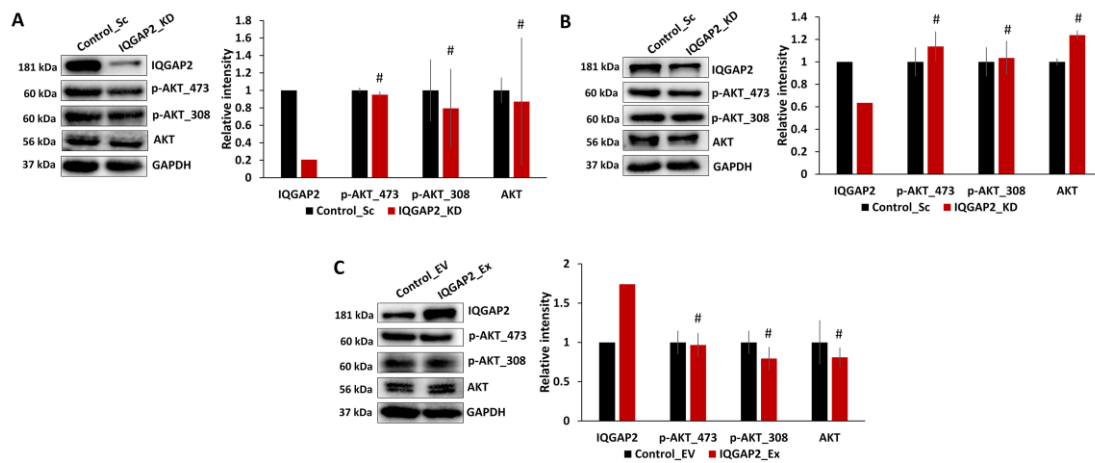 A
Control_Sc
IQGAP2_KD
181 kDa
IQGAP2
60 kDa
p-AKT_473
60 kDa
p-AKT_308
56 kDa
AKT
37 kDa
GAPDH
Relative intensity
1.8
1.6
1.4
1.2
1
0.8
0.6
0.4
0.2
0
# # #
IQGAP2 p-AKT_473 p-AKT_308 AKT
Control_Sc IQGAP2_KD
B
Control_Sc
IQGAP2_KD
181 kDa
IQGAP2
60 kDa
p-AKT_473
60 kDa
p-AKT_308
56 kDa
AKT
37 kDa
GAPDH
Relative intensity
1.4
1.2
1
0.8
0.6
0.4
0.2
0
# # #
IQGAP2 p-AKT_473 p-AKT_308 AKT
Control_Sc IQGAP2_KD
C
Control_EV
IQGAP2_Ex
181 kDa
IQGAP2
60 kDa
p-AKT_473
60 kDa
p-AKT_308
56 kDa
AKT
37 kDa
GAPDH
Relative intensity
2
1.5
1
0.5
0
# # #
IQGAP2 p-AKT_473 p-AKT_308 AKT
Control_EV IQGAP2_Ex